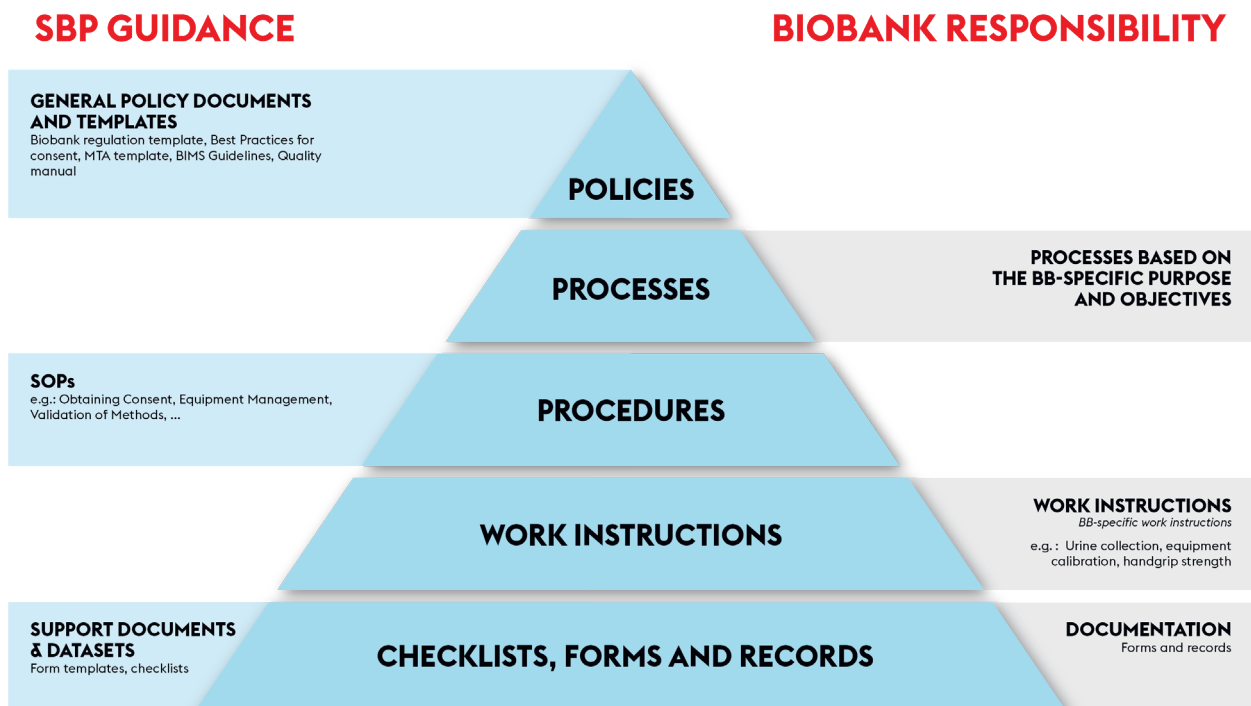 SBP GUIDANCE
BIOBANK RESPONSIBILITY
GENERAL POLICY DOCUMENTS
AND TEMPLATES
Biobank regulation template, Best Practices for
consent, MTA template, BIMS Guidelines, Quality
manual
POLICIES
PROCESSES
PROCESSES BASED ON
THE BB-SPECIFIC PURPOSE
AND OBJECTIVES
SOPs
e.g.: Obtaining Consent, Equipment Management,
Validation of Methods, ...
PROCEDURES
WORK INSTRUCTIONS
WORK INSTRUCTIONS
BB-specific work instructions
e.g. : Urine collection, equipment
calibration, handgrip strength
SUPPORT DOCUMENTS
& DATASETS
Form templates, checklists
CHECKLISTS, FORMS AND RECORDS
DOCUMENTATION
Forms and records